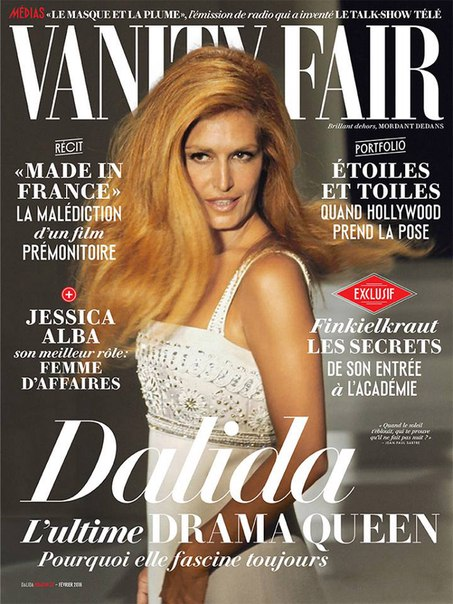 MÉDIAS «LE MASQUE ET LA PLUME», l'émission de radio qui a inventé LE TALK-SHOW TÉLÉ
VANITY FAIR
Brillant dehors, MORDANT DEDANS
RÉCIT
«MADE IN
FRANCE»
LA MALÉDICTION
d'un film
PRÉMONITOIRE
PORTFOLIO
ÉTOILES
ET TOILES
QUAND HOLLYWOOD
PREND LA POSE
+
JESSICA
ALBA
son meilleur rôle:
FEMME
D'AFFAIRES
EXCLUSIF
Finkielkraut
LES SECRETS
DE SON ENTRÉE
à L'ACADÉMIE
« Quand le soleil
t'éblouit, qui te prouve
qu'il ne fait pas nuit ? »
— JEAN-PAUL SARTRE
Dalida
L'ultime DRAMA QUEEN
Pourquoi elle fascine toujours
DALIDA – FÉVRIER 2016